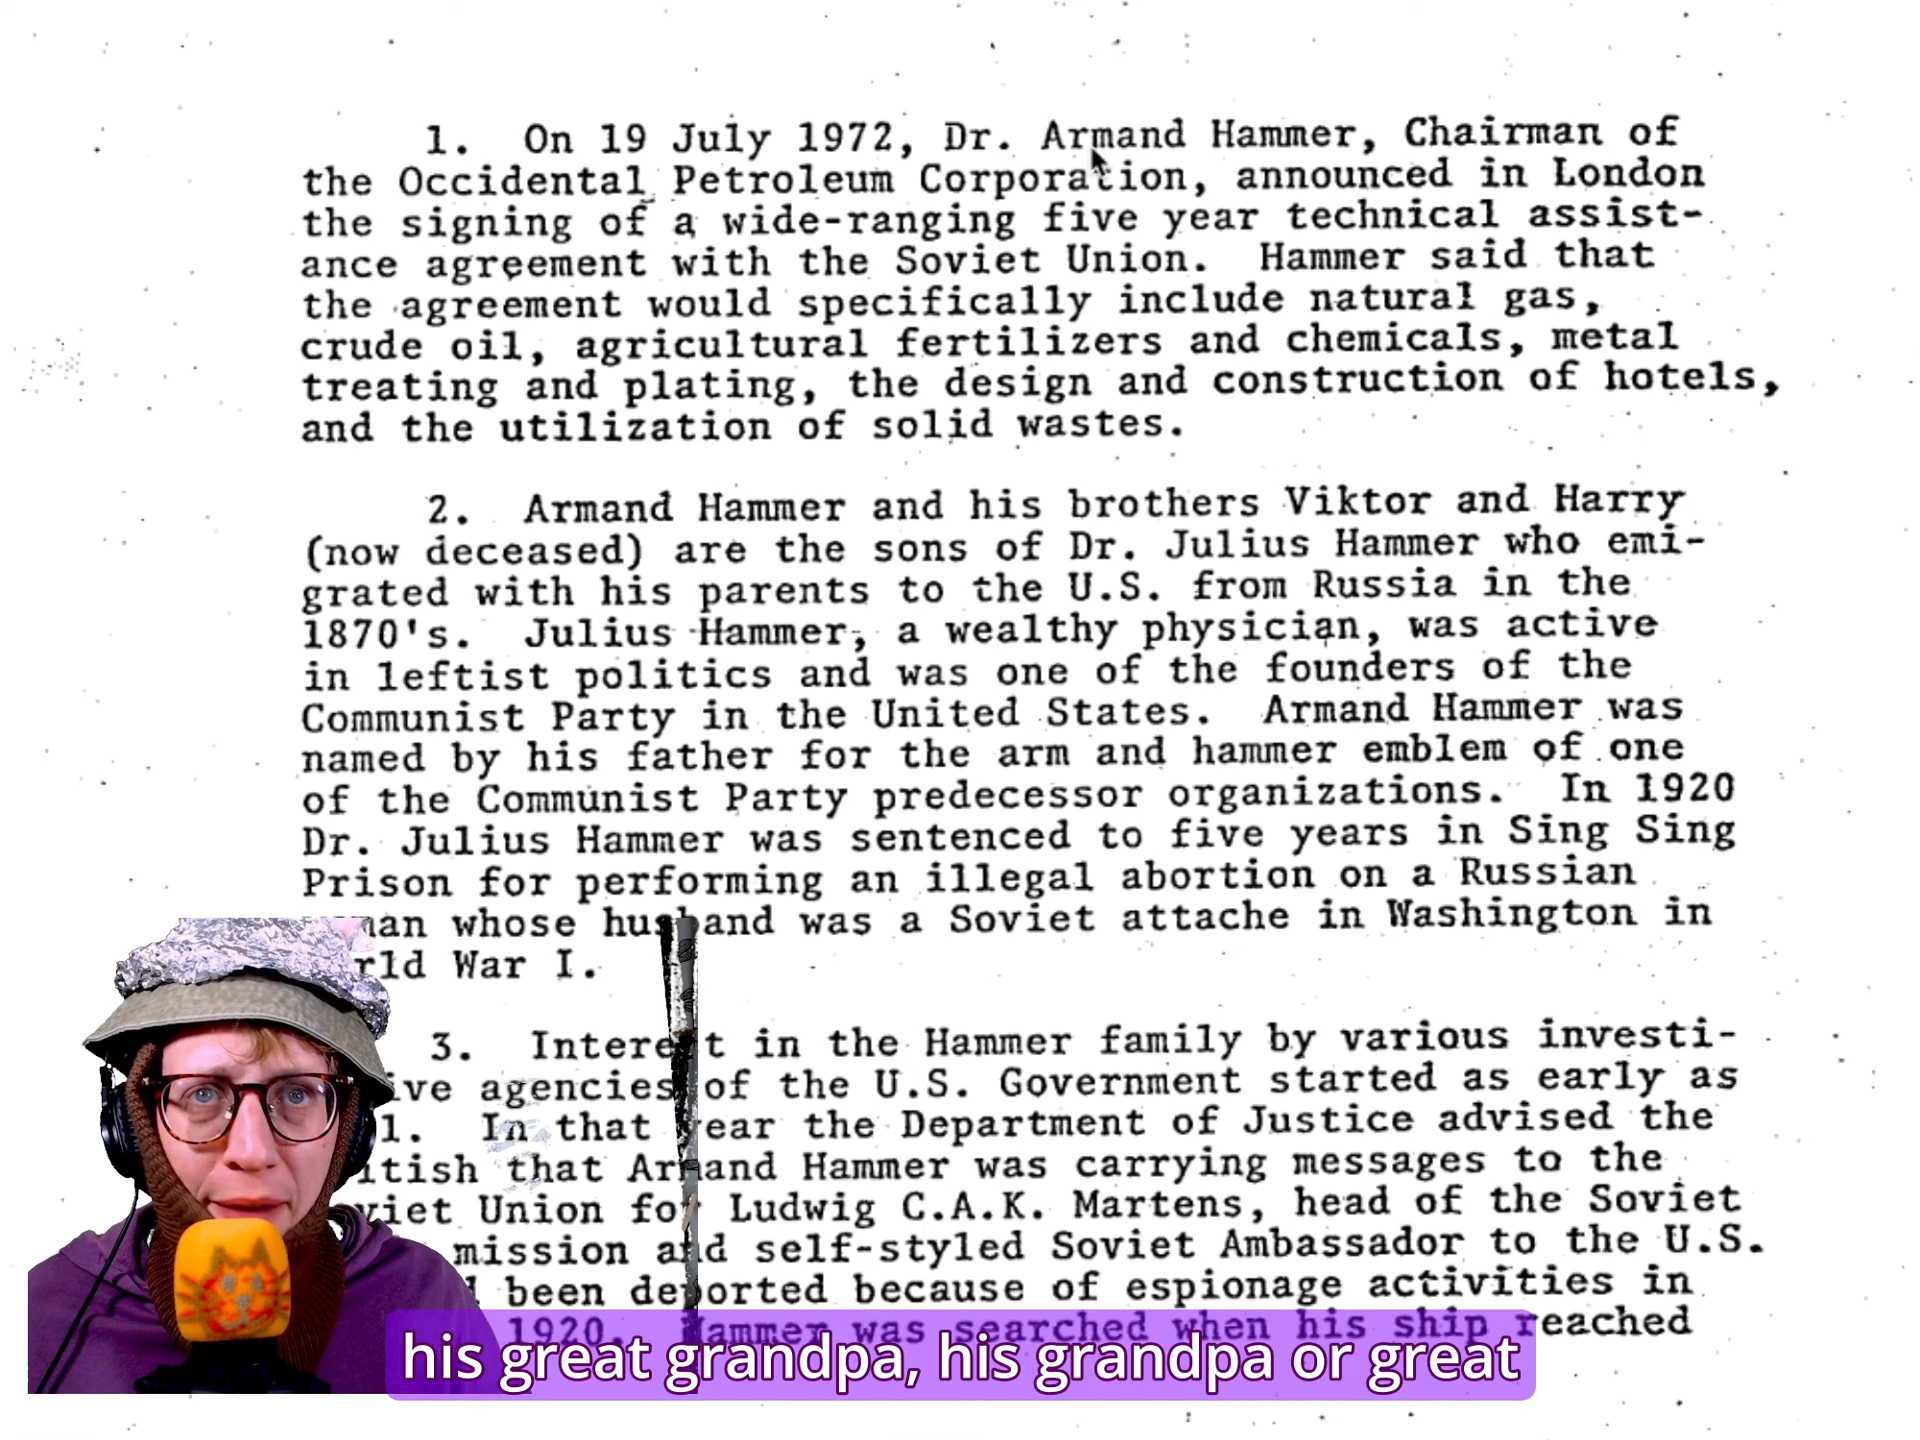 1. On 19 July 1972, Dr. Armand Hammer, Chairman of
the Occidental Petroleum Corporation, announced in London
the signing of a wide-ranging five year technical assist-
ance agreement with the Soviet Union. Hammer said that
the agreement would specifically include natural gas,
crude oil, agricultural fertilizers and chemicals, metal
treating and plating, the design and construction of hotels,
and the utilization of solid wastes.
2. Armand Hammer and his brothers Viktor and Harry
(now deceased) are the sons of Dr. Julius Hammer who emi-
grated with his parents to the U.S. from Russia in the
1870's. Julius Hammer, a wealthy physician, was active
in leftist politics and was one of the founders of the
Communist Party in the United States. Armand Hammer was
named by his father for the arm and hammer emblem of one
of the Communist Party predecessor organizations. In 1920
Dr. Julius Hammer was sentenced to five years in Sing Sing
Prison for performing an illegal abortion on a Russian
whose husband was a Soviet attache in Washington in
War I.
3. Interest in the Hammer family by various investi-
agencies of the U.S. Government started as early as
In that year the Department of Justice advised the
that Armand Hammer was carrying messages to the
Union for Ludwig C.A.K. Martens, head of the Soviet
mission and self-styled Soviet Ambassador to the U.S.
been deported because of espionage activities in
1920. Hammer was searched when his ship reached
his great grandpa, his grandpa or great